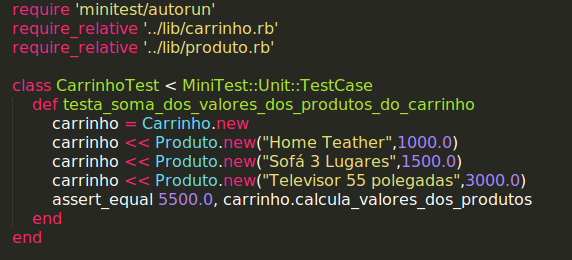 require 'minitest/autorun'
require_relative '../lib/carrinho.rb'
require_relative '../lib/produto.rb'
class CarrinhoTest < MiniTest::Unit::TestCase
def testa_soma_dos_valores_dos_produtos_do_carrinho
carrinho = Carrinho.new
carrinho << Produto.new("Home Teather",1000.0)
carrinho << Produto.new("Sofá 3 Lugares",1500.0)
carrinho << Produto.new("Televisor 55 polegadas",3000.0)
assert_equal 5500.0, carrinho.calcula_valores_dos_produtos
end
end